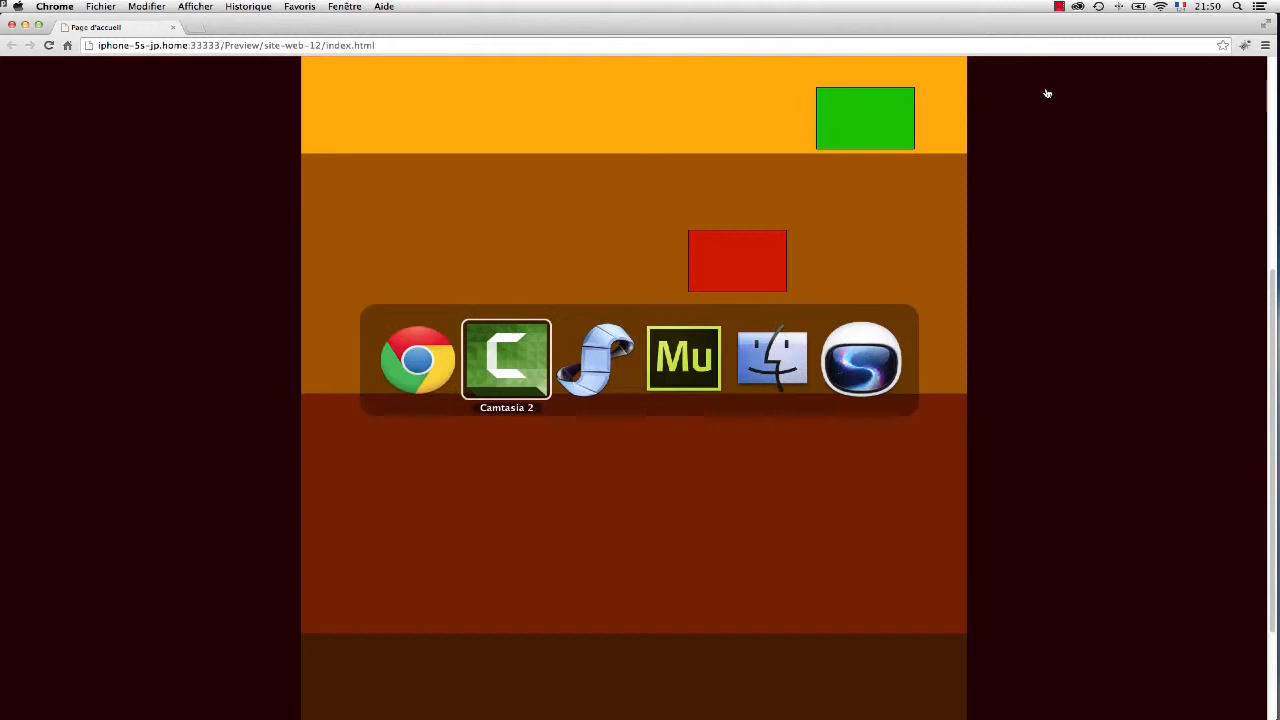 Chrome Fichier Modifier Afficher Historique Favoris Fenêtre Aide 21:50
Page d'accueil
iphone-5s-jp.home:33333/Preview/site-web-12/index.html
Mu
Camtasia 2